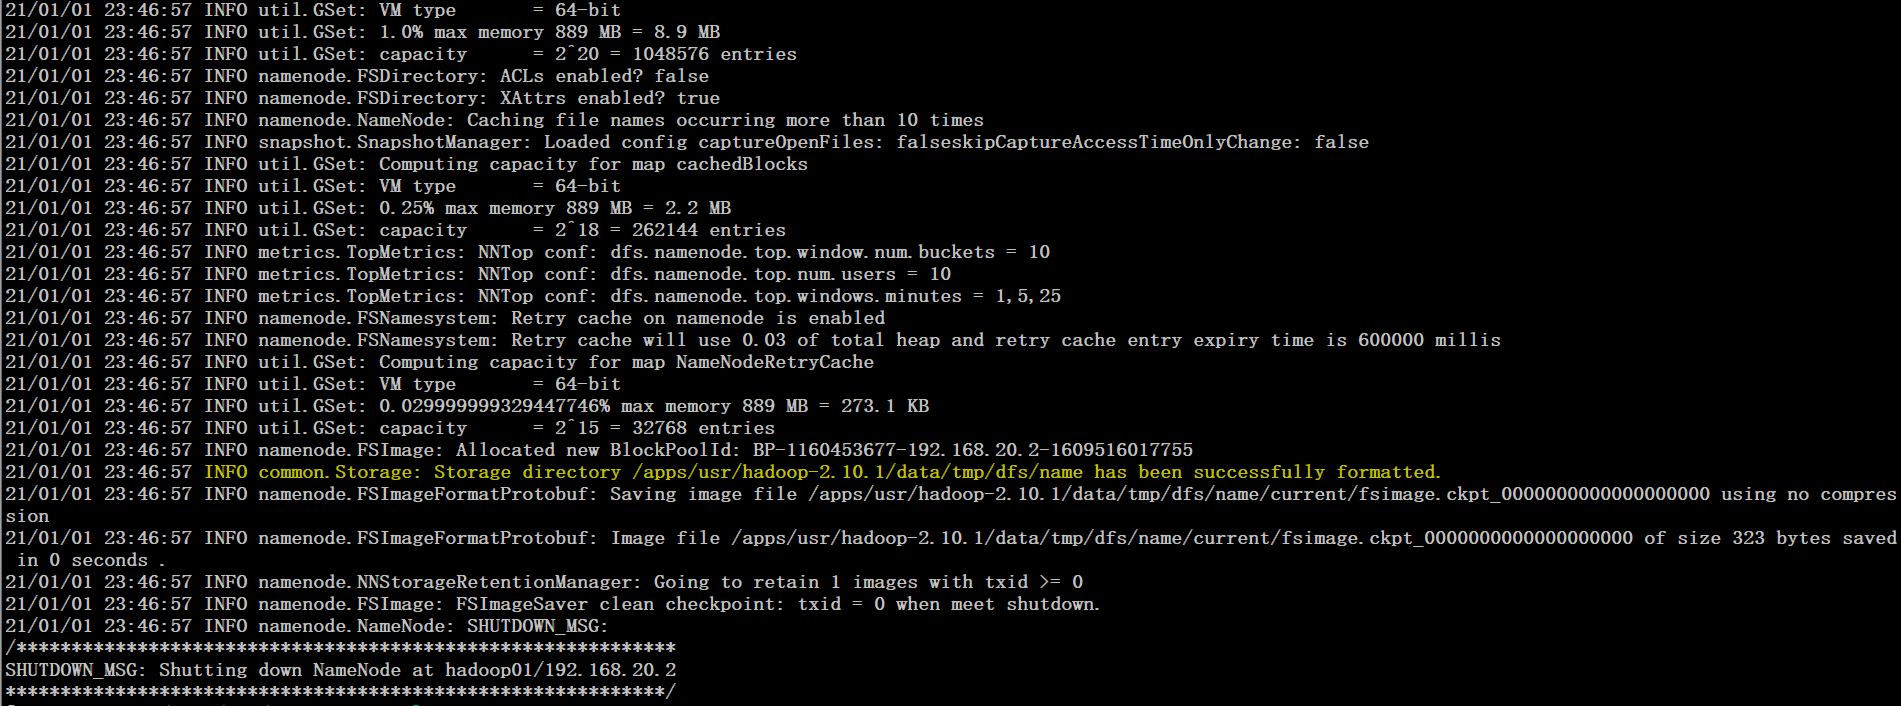 21/01/01 23:46:57 INFO util.GSet: VM type       = 64-bit
21/01/01 23:46:57 INFO util.GSet: 1.0% max memory 889 MB = 8.9 MB
21/01/01 23:46:57 INFO util.GSet: capacity      = 2^20 = 1048576 entries
21/01/01 23:46:57 INFO namenode.FSDirectory: ACLs enabled? false
21/01/01 23:46:57 INFO namenode.FSDirectory: XAttrs enabled? true
21/01/01 23:46:57 INFO namenode.NameNode: Caching file names occurring more than 10 times
21/01/01 23:46:57 INFO snapshot.SnapshotManager: Loaded config captureOpenFiles: falseskipCaptureAccessTimeOnlyChange: false
21/01/01 23:46:57 INFO util.GSet: Computing capacity for map cachedBlocks
21/01/01 23:46:57 INFO util.GSet: VM type       = 64-bit
21/01/01 23:46:57 INFO util.GSet: 0.25% max memory 889 MB = 2.2 MB
21/01/01 23:46:57 INFO util.GSet: capacity      = 2^18 = 262144 entries
21/01/01 23:46:57 INFO metrics.TopMetrics: NNTop conf: dfs.namenode.top.window.num.buckets = 10
21/01/01 23:46:57 INFO metrics.TopMetrics: NNTop conf: dfs.namenode.top.num.users = 10
21/01/01 23:46:57 INFO metrics.TopMetrics: NNTop conf: dfs.namenode.top.windows.minutes = 1,5,25
21/01/01 23:46:57 INFO namenode.FSNamesystem: Retry cache on namenode is enabled
21/01/01 23:46:57 INFO namenode.FSNamesystem: Retry cache will use 0.03 of total heap and retry cache entry expiry time is 600000 millis
21/01/01 23:46:57 INFO util.GSet: Computing capacity for map NameNodeRetryCache
21/01/01 23:46:57 INFO util.GSet: VM type       = 64-bit
21/01/01 23:46:57 INFO util.GSet: 0.029999999329447746% max memory 889 MB = 273.1 KB
21/01/01 23:46:57 INFO util.GSet: capacity      = 2^15 = 32768 entries
21/01/01 23:46:57 INFO namenode.FSImage: Allocated new BlockPoolId: BP-1160453677-192.168.20.2-1609516017755
21/01/01 23:46:57 INFO common.Storage: Storage directory /apps/usr/hadoop-2.10.1/data/tmp/dfs/name has been successfully formatted.
21/01/01 23:46:57 INFO namenode.FSImageFormatProtobuf: Saving image file /apps/usr/hadoop-2.10.1/data/tmp/dfs/name/current/fsimage.ckpt_0000000000000000000 using no compres
sion
21/01/01 23:46:57 INFO namenode.FSImageFormatProtobuf: Image file /apps/usr/hadoop-2.10.1/data/tmp/dfs/name/current/fsimage.ckpt_0000000000000000000 of size 323 bytes saved
 in 0 seconds .
21/01/01 23:46:57 INFO namenode.NNStorageRetentionManager: Going to retain 1 images with txid >= 0
21/01/01 23:46:57 INFO namenode.FSImage: FSImageSaver clean checkpoint: txid = 0 when meet shutdown.
21/01/01 23:46:57 INFO namenode.NameNode: SHUTDOWN_MSG:
/************************************************************
SHUTDOWN_MSG: Shutting down NameNode at hadoop01/192.168.20.2
************************************************************/